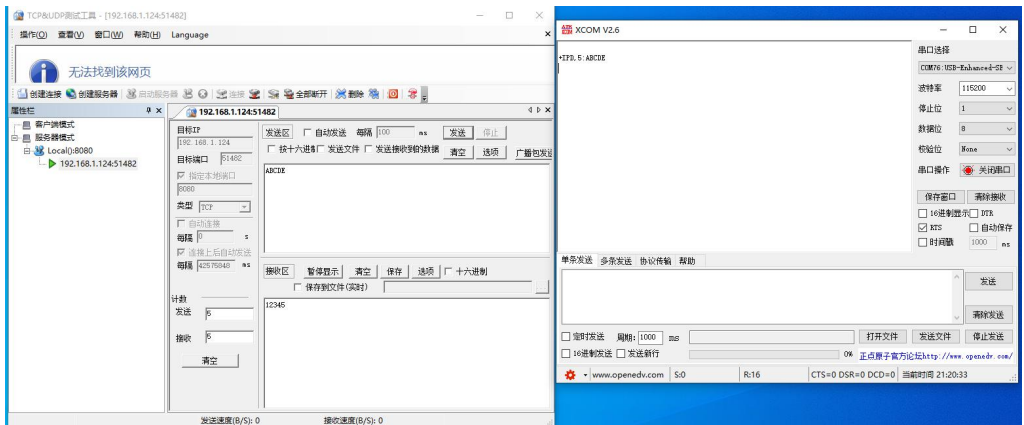 TCP&UDP测试工具 - [192.168.1.124:51482]
操作(O) 查看(V) 窗口(W) 帮助(H) Language
无法找到该网页
创建连接 创建服务器 启动服务器 连接 全部断开 删除
属性栏
客户端模式
服务器模式
Local():8080
192.168.1.124:51482
192.168.1.124:51482
目标IP
192.168.1.124
目标端口 51482
指定本地端口
8080
类型 TCP
自动连接
每隔 0 s
连接上后自动发送
每隔 42575048 ms
计数
发送 5
接收 5
清空
发送区 自动发送 每隔 100 ms 发送 停止
按十六进制 发送文件 发送接收到的数据 清空 选项 广播包发送
ABCDE
接收区 暂停显示 清空 保存 选项 十六进制
保存到文件(实时)
12345
发送速度(B/S): 0 接收速度(B/S): 0
XCOM V2.6
+IPD,5:ABCDE
串口选择
COM76:USB-Enhanced-SE
波特率 115200
停止位 1
数据位 8
校验位 None
串口操作 关闭串口
保存窗口 清除接收
16进制显示 DTR
RTS 自动保存
时间戳 1000 ms
单条发送 多条发送 协议传输 帮助
发送
清除发送
定时发送 周期: 1000 ms 打开文件 发送文件 停止发送
16进制发送 发送新行 0% 正点原子官方论坛http://www.openedv.com/
www.openedv.com S:0 R:16 CTS=0 DSR=0 DCD=0 当前时间 21:20:33